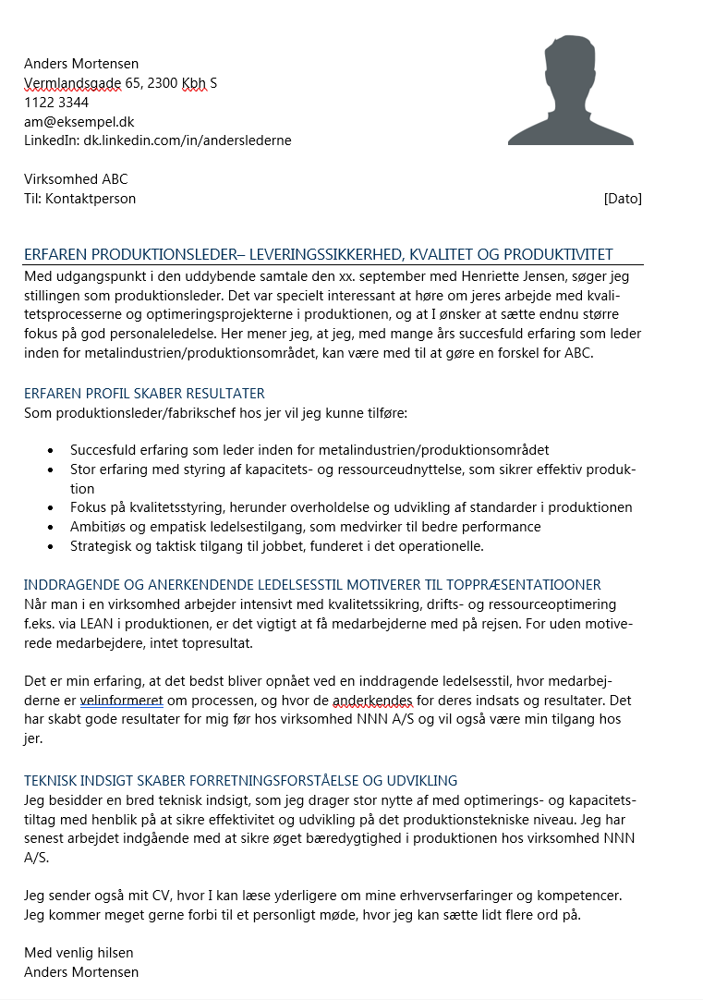 Anders Mortensen
Vermlandsgade 65, 2300 Kbh S
1122 3344
am@eksempel.dk
LinkedIn: dk.linkedin.com/in/anderslederne
Virksomhed ABC
Til: Kontaktperson [Dato]
ERFAREN PRODUKTIONSLEDER– LEVERINGSSIKKERHED, KVALITET OG PRODUKTIVITET
Med udgangspunkt i den uddybende samtale den xx. september med Henriette Jensen, søger jeg
stillingen som produktionsleder. Det var specielt interessant at høre om jeres arbejde med kvali-
tetsprocesserne og optimeringsprojekterne i produktionen, og at I ønsker at sætte endnu større
fokus på god personaleledelse. Her mener jeg, at jeg, med mange års succesfuld erfaring som leder
inden for metalindustrien/produktionsområdet, kan være med til at gøre en forskel for ABC.
ERFAREN PROFIL SKABER RESULTATER
Som produktionsleder/fabrikschef hos jer vil jeg kunne tilføre:
• Succesfuld erfaring som leder inden for metalindustrien/produktionsområdet
• Stor erfaring med styring af kapacitets- og ressourceudnyttelse, som sikrer effektiv produk-
tion
• Fokus på kvalitetsstyring, herunder overholdelse og udvikling af standarder i produktionen
• Ambitiøs og empatisk ledelsestilgang, som medvirker til bedre performance
• Strategisk og taktisk tilgang til jobbet, funderet i det operationelle.
INDDRAGENDE OG ANERKENDENDE LEDELSESSTIL MOTIVERER TIL TOPPRÆSENTATIOONER
Når man i en virksomhed arbejder intensivt med kvalitetssikring, drifts- og ressourceoptimering
f.eks. via LEAN i produktionen, er det vigtigt at få medarbejderne med på rejsen. For uden motive-
rede medarbejdere, intet topresultat.
Det er min erfaring, at det bedst bliver opnået ved en inddragende ledelsesstil, hvor medarbej-
derne er velinformeret om processen, og hvor de anderkendes for deres indsats og resultater. Det
har skabt gode resultater for mig før hos virksomhed NNN A/S og vil også være min tilgang hos
jer.
TEKNISK INDSIGT SKABER FORRETNINGSFORSTÅELSE OG UDVIKLING
Jeg besidder en bred teknisk indsigt, som jeg drager stor nytte af med optimerings- og kapacitets-
tiltag med henblik på at sikre effektivitet og udvikling på det produktionstekniske niveau. Jeg har
senest arbejdet indgående med at sikre øget bæredygtighed i produktionen hos virksomhed NNN
A/S.
Jeg sender også mit CV, hvor I kan læse yderligere om mine erhvervserfaringer og kompetencer.
Jeg kommer meget gerne forbi til et personligt møde, hvor jeg kan sætte lidt flere ord på.
Med venlig hilsen
Anders Mortensen